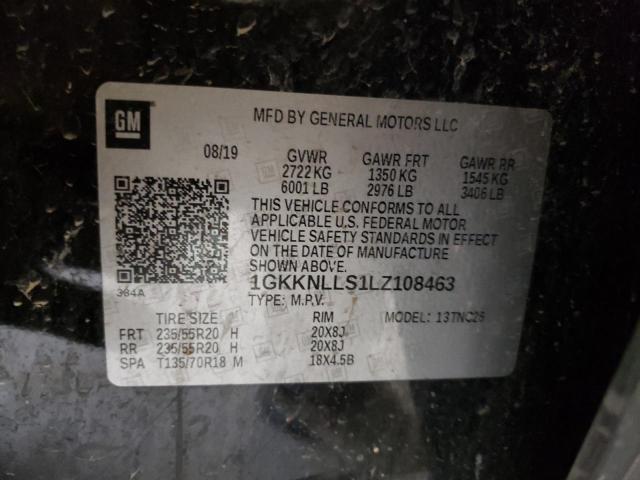 GM
MFD BY GENERAL MOTORS LLC
08/19 GVWR GAWR FRT GAWR RR
2722 KG 1350 KG 1545 KG
6001 LB 2976 LB 3406 LB
THIS VEHICLE CONFORMS TO ALL
APPLICABLE U.S. FEDERAL MOTOR
VEHICLE SAFETY STANDARDS IN EFFECT
ON THE DATE OF MANUFACTURE
SHOWN ABOVE.
384A
1GKKNLLS1LZ108463
TYPE: M.P.V.
TIRE SIZE RIM MODEL: 13TNC26
FRT 235/55R20 H 20X8J
RR 235/55R20 H 20X8J
SPA T135/70R18 M 18X4.5B